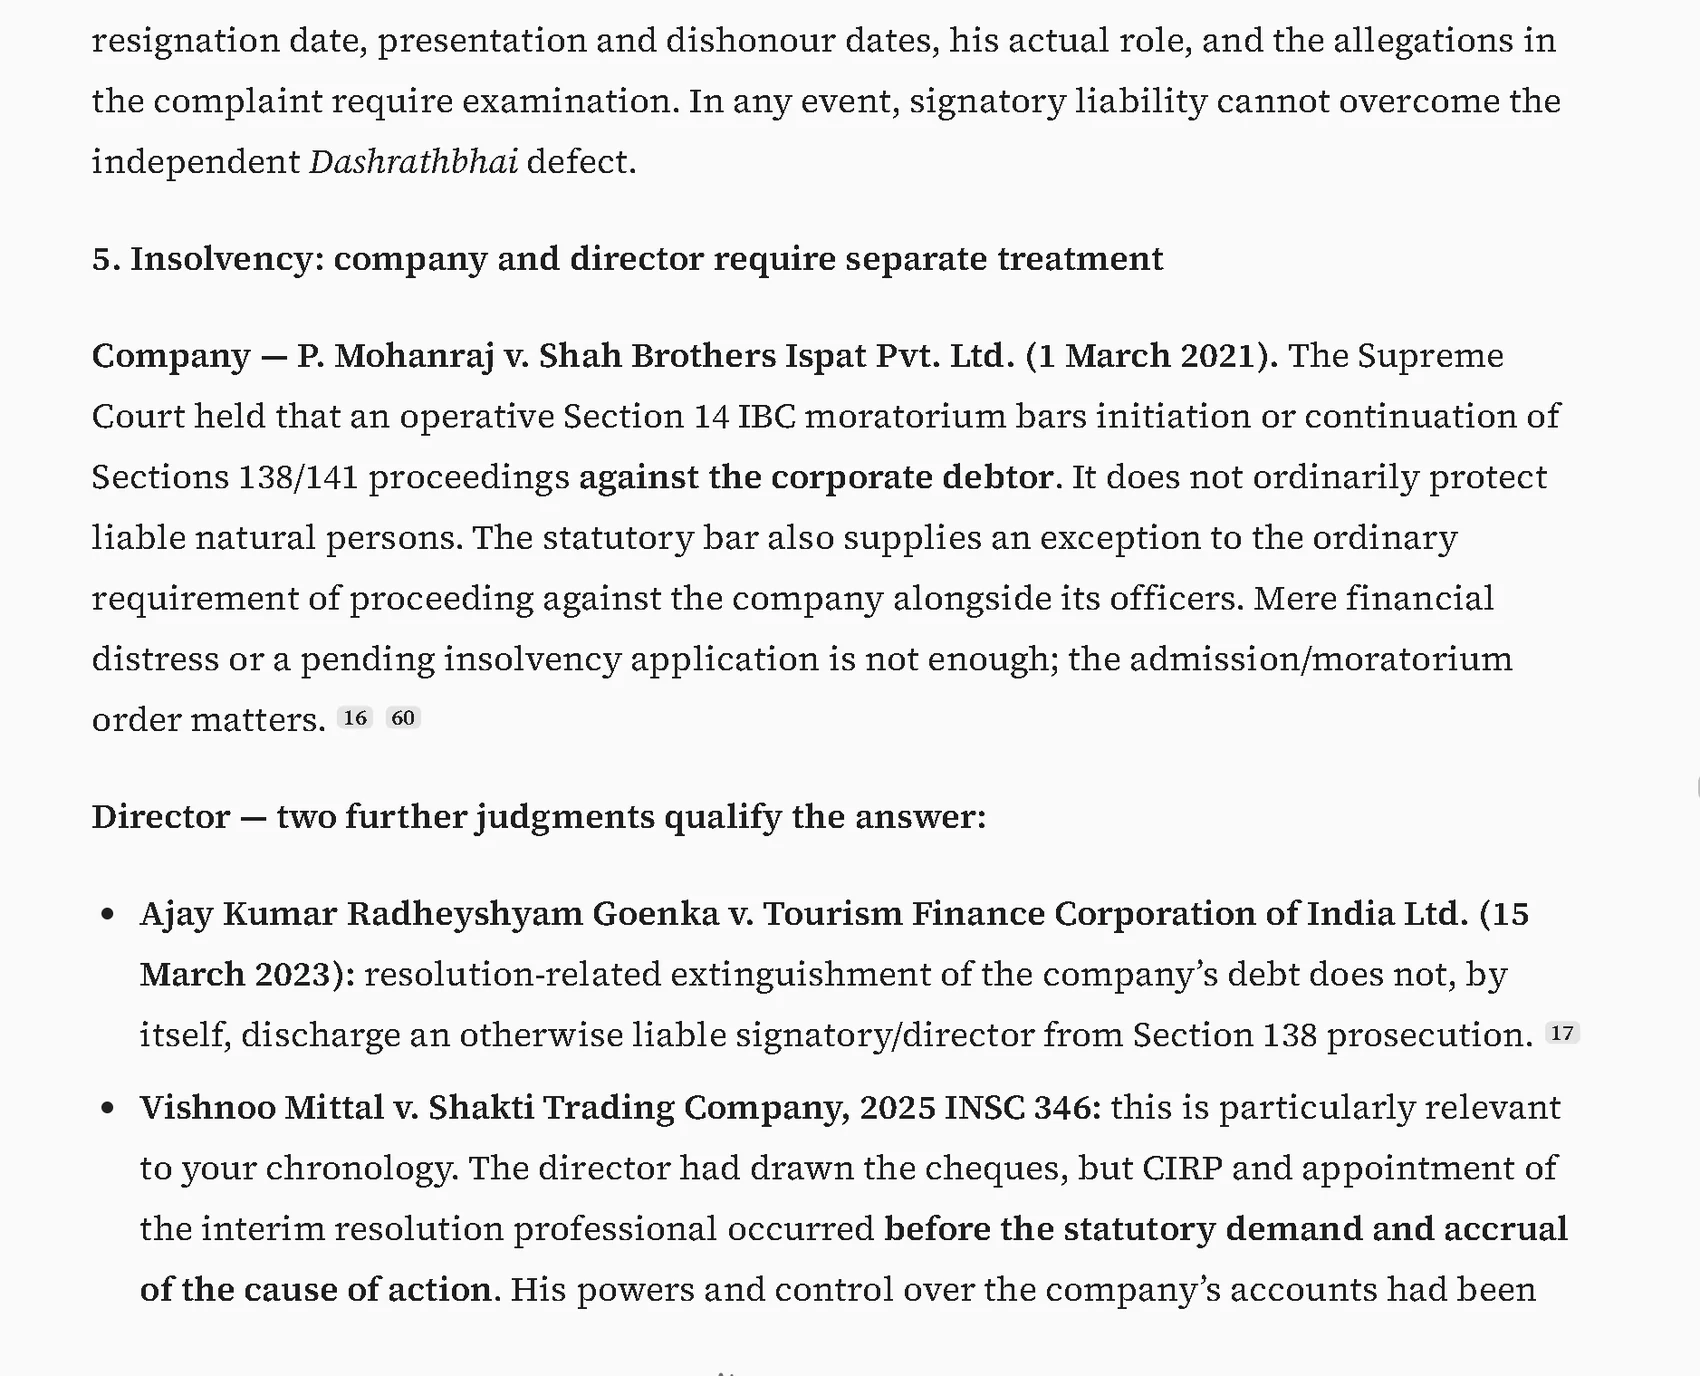 resignation date, presentation and dishonour dates, his actual role, and the allegations in
the complaint require examination. In any event, signatory liability cannot overcome the
independent Dashrathbhai defect.
5. Insolvency: company and director require separate treatment
Company — P. Mohanraj v. Shah Brothers Ispat Pvt. Ltd. (1 March 2021). The Supreme
Court held that an operative Section 14 IBC moratorium bars initiation or continuation of
Sections 138/141 proceedings against the corporate debtor. It does not ordinarily protect
liable natural persons. The statutory bar also supplies an exception to the ordinary
requirement of proceeding against the company alongside its officers. Mere financial
distress or a pending insolvency application is not enough; the admission/moratorium
order matters. 16 60
Director — two further judgments qualify the answer:
• Ajay Kumar Radheyshyam Goenka v. Tourism Finance Corporation of India Ltd. (15
March 2023): resolution-related extinguishment of the company’s debt does not, by
itself, discharge an otherwise liable signatory/director from Section 138 prosecution. 17
• Vishnoo Mittal v. Shakti Trading Company, 2025 INSC 346: this is particularly relevant
to your chronology. The director had drawn the cheques, but CIRP and appointment of
the interim resolution professional occurred before the statutory demand and accrual
of the cause of action. His powers and control over the company’s accounts had been